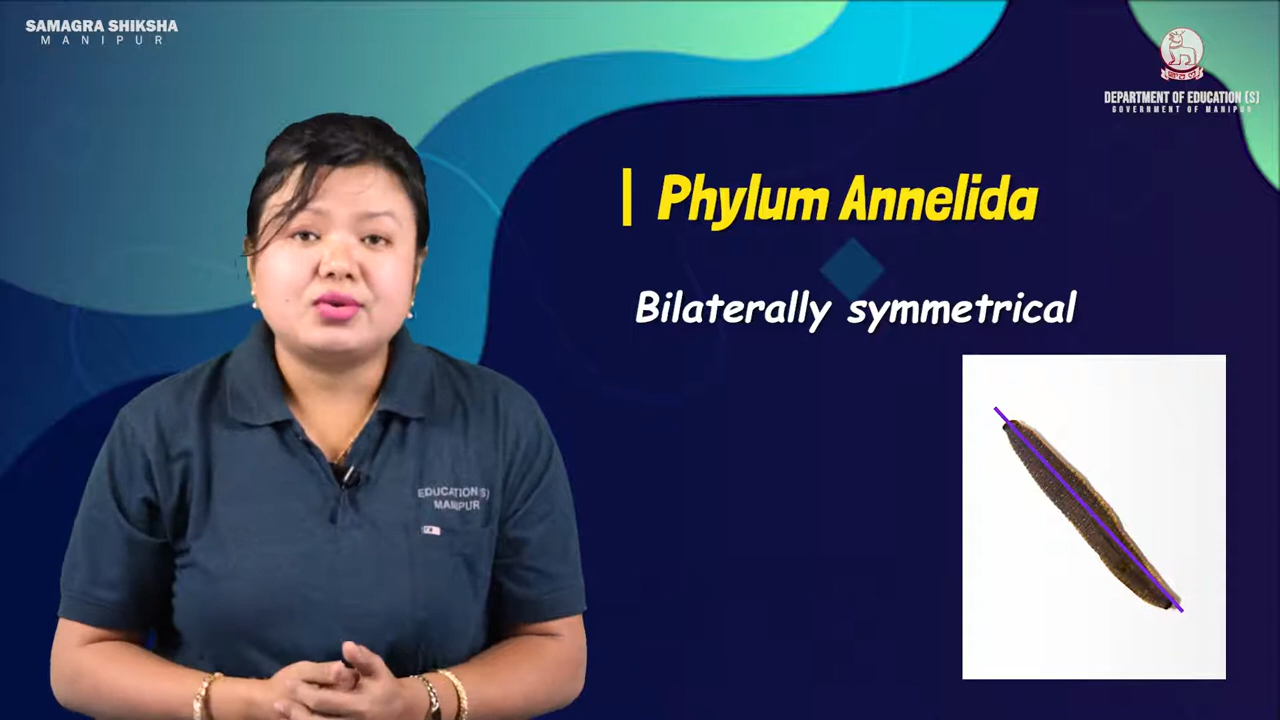 SAMAGRA SHIKSHA
MANIPUR
DEPARTMENT OF EDUCATION (S)
GOVERNMENT OF MANIPUR
Phylum Annelida
Bilaterally symmetrical
EDUCATION(S)
MANIPUR